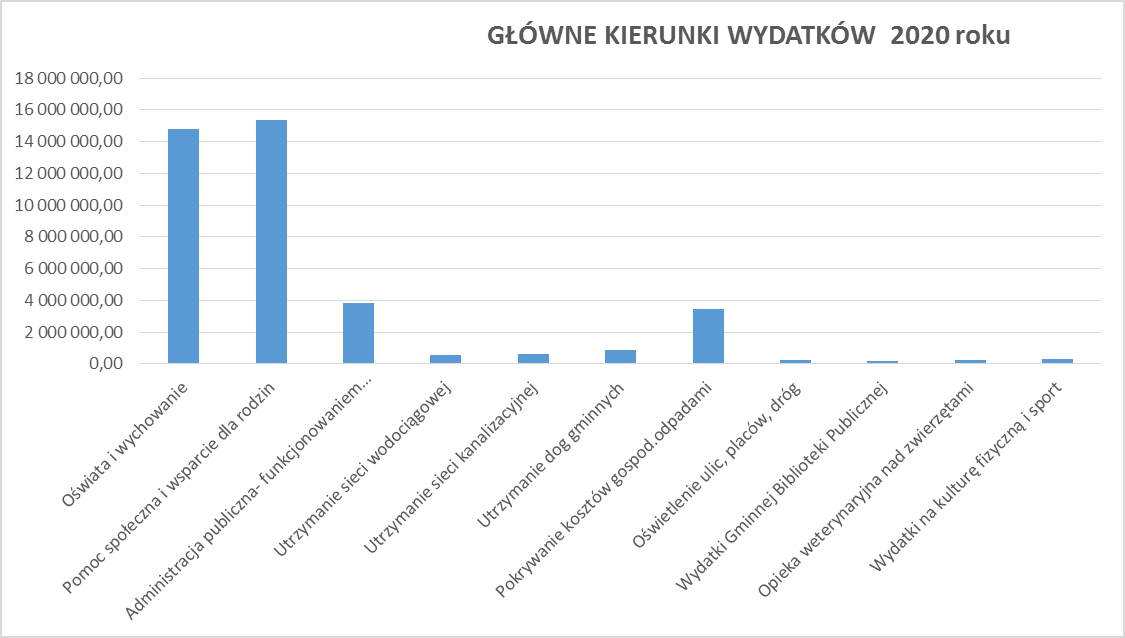 GŁÓWNE KIERUNKI WYDATKÓW  2020 roku
18 000 000,00
16 000 000,00
14 000 000,00
12 000 000,00
10 000 000,00
8 000 000,00
6 000 000,00
4 000 000,00
2 000 000,00
0,00
Oświata i wychowanie
Pomoc społeczna i wsparcie dla rodzin
Administracja publiczna- funkcjonowaniem...
Utrzymanie sieci wodociągowej
Utrzymanie sieci kanalizacyjnej
Utrzymanie dog gminnych
Pokrywanie kosztów gospod.odpadami
Oświetlenie ulic, placów, dróg
Wydatki Gminnej Biblioteki Publicznej
Opieka weterynaryjna nad zwierzętami
Wydatki na kulturę fizyczną i sport